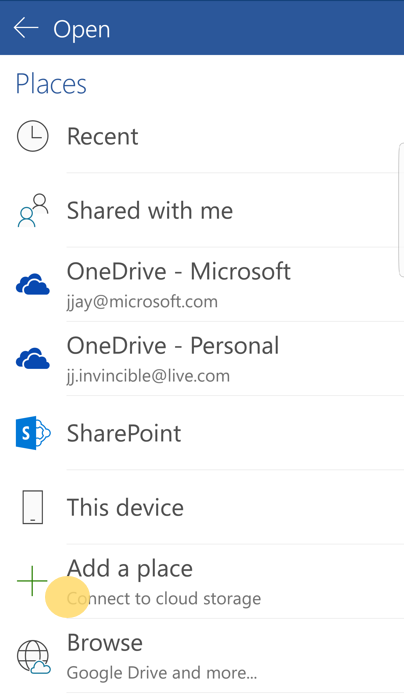 Open
Places
Recent
Shared with me
OneDrive - Microsoft
jjay@microsoft.com
OneDrive - Personal
jj.invincible@live.com
S
SharePoint
This device
Add a place
Connect to cloud storage
Browse
Google Drive and more...